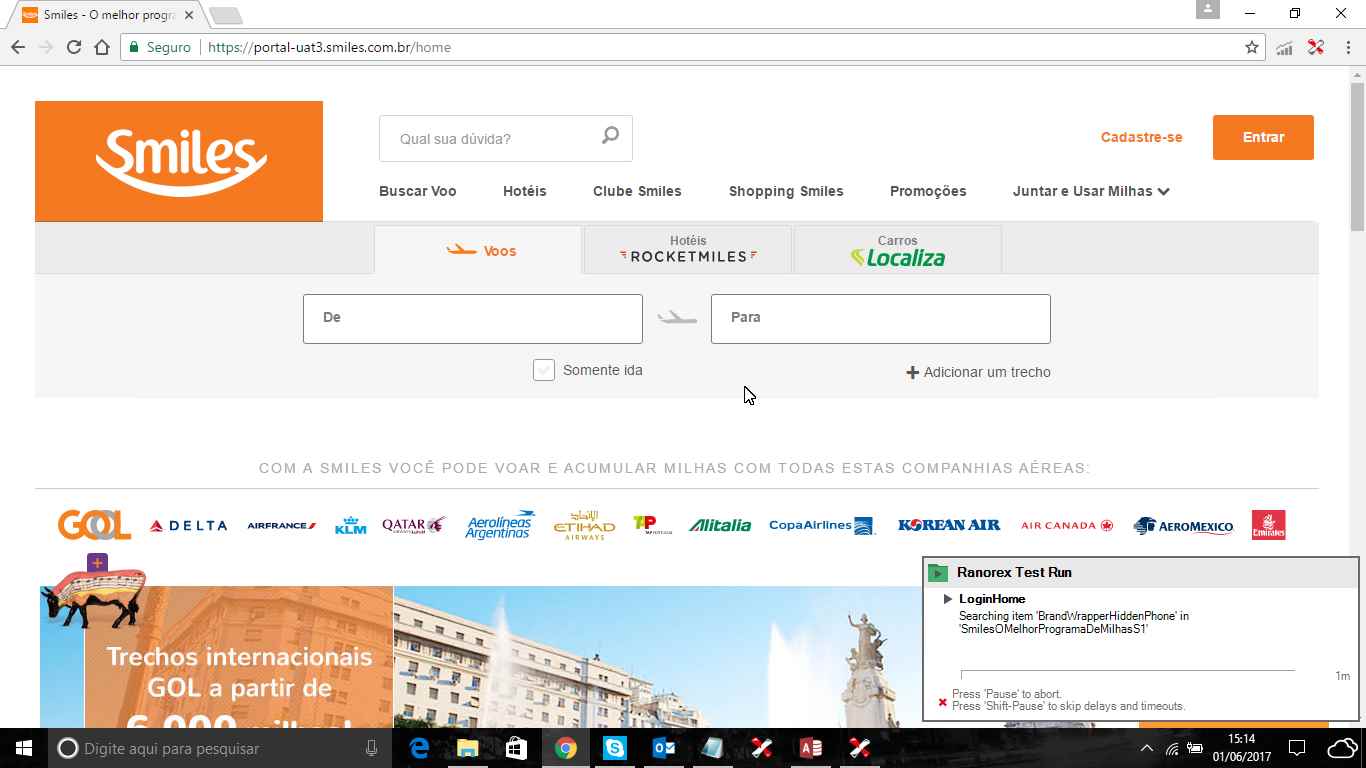 Smiles - O melhor progra
Seguro
https://portal-uat3.smiles.com.br/home
Smiles
Qual sua dúvida?
Cadastre-se
Entrar
Buscar Voo
Hotéis
Clube Smiles
Shopping Smiles
Promoções
Juntar e Usar Milhas
Voos
Hotéis
ROCKETMILES
Carros
Localiza
De
Para
Somente ida
Adicionar um trecho
COM A SMILES VOCÊ PODE VOAR E ACUMULAR MILHAS COM TODAS ESTAS COMPANHIAS AÉREAS:
GOL
DELTA
AIRFRANCE
KLM
QATAR
Aerolíneas
Argentinas
ETIHAD
AIRWAYS
TAP
Alitalia
CopaAirlines
KOREAN AIR
AIR CANADA
AEROMEXICO
Emirates
Trechos internacionais
GOL a partir de
Ranorex Test Run
LoginHome
Searching item 'BrandWrapperHiddenPhone' in
'SmilesOMelhorProgramaDeMilhasS1'
1m
Press 'Pause' to abort.
Press 'Shift-Pause' to skip delays and timeouts.
Digite aqui para pesquisar
15:14
01/06/2017